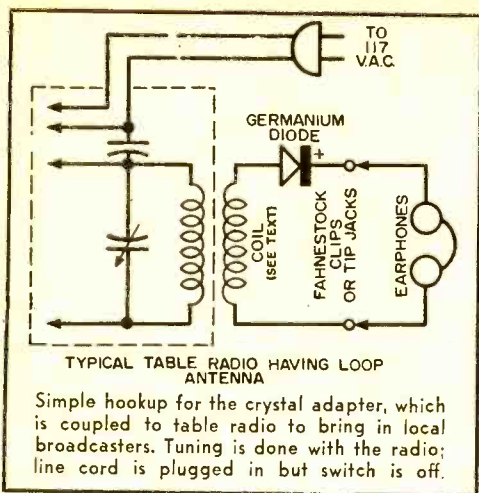 TO
117
V.A.C.
GERMANIUM
DIODE
+
COIL
(SEE TEXT)
FAHNESTOCK
CLIPS
OR TIP JACKS
EARPHONES
TYPICAL TABLE RADIO HAVING LOOP
ANTENNA
Simple hookup for the crystal adapter, which
is coupled to table radio to bring in local
broadcasters. Tuning is done with the radio;
line cord is plugged in but switch is off.